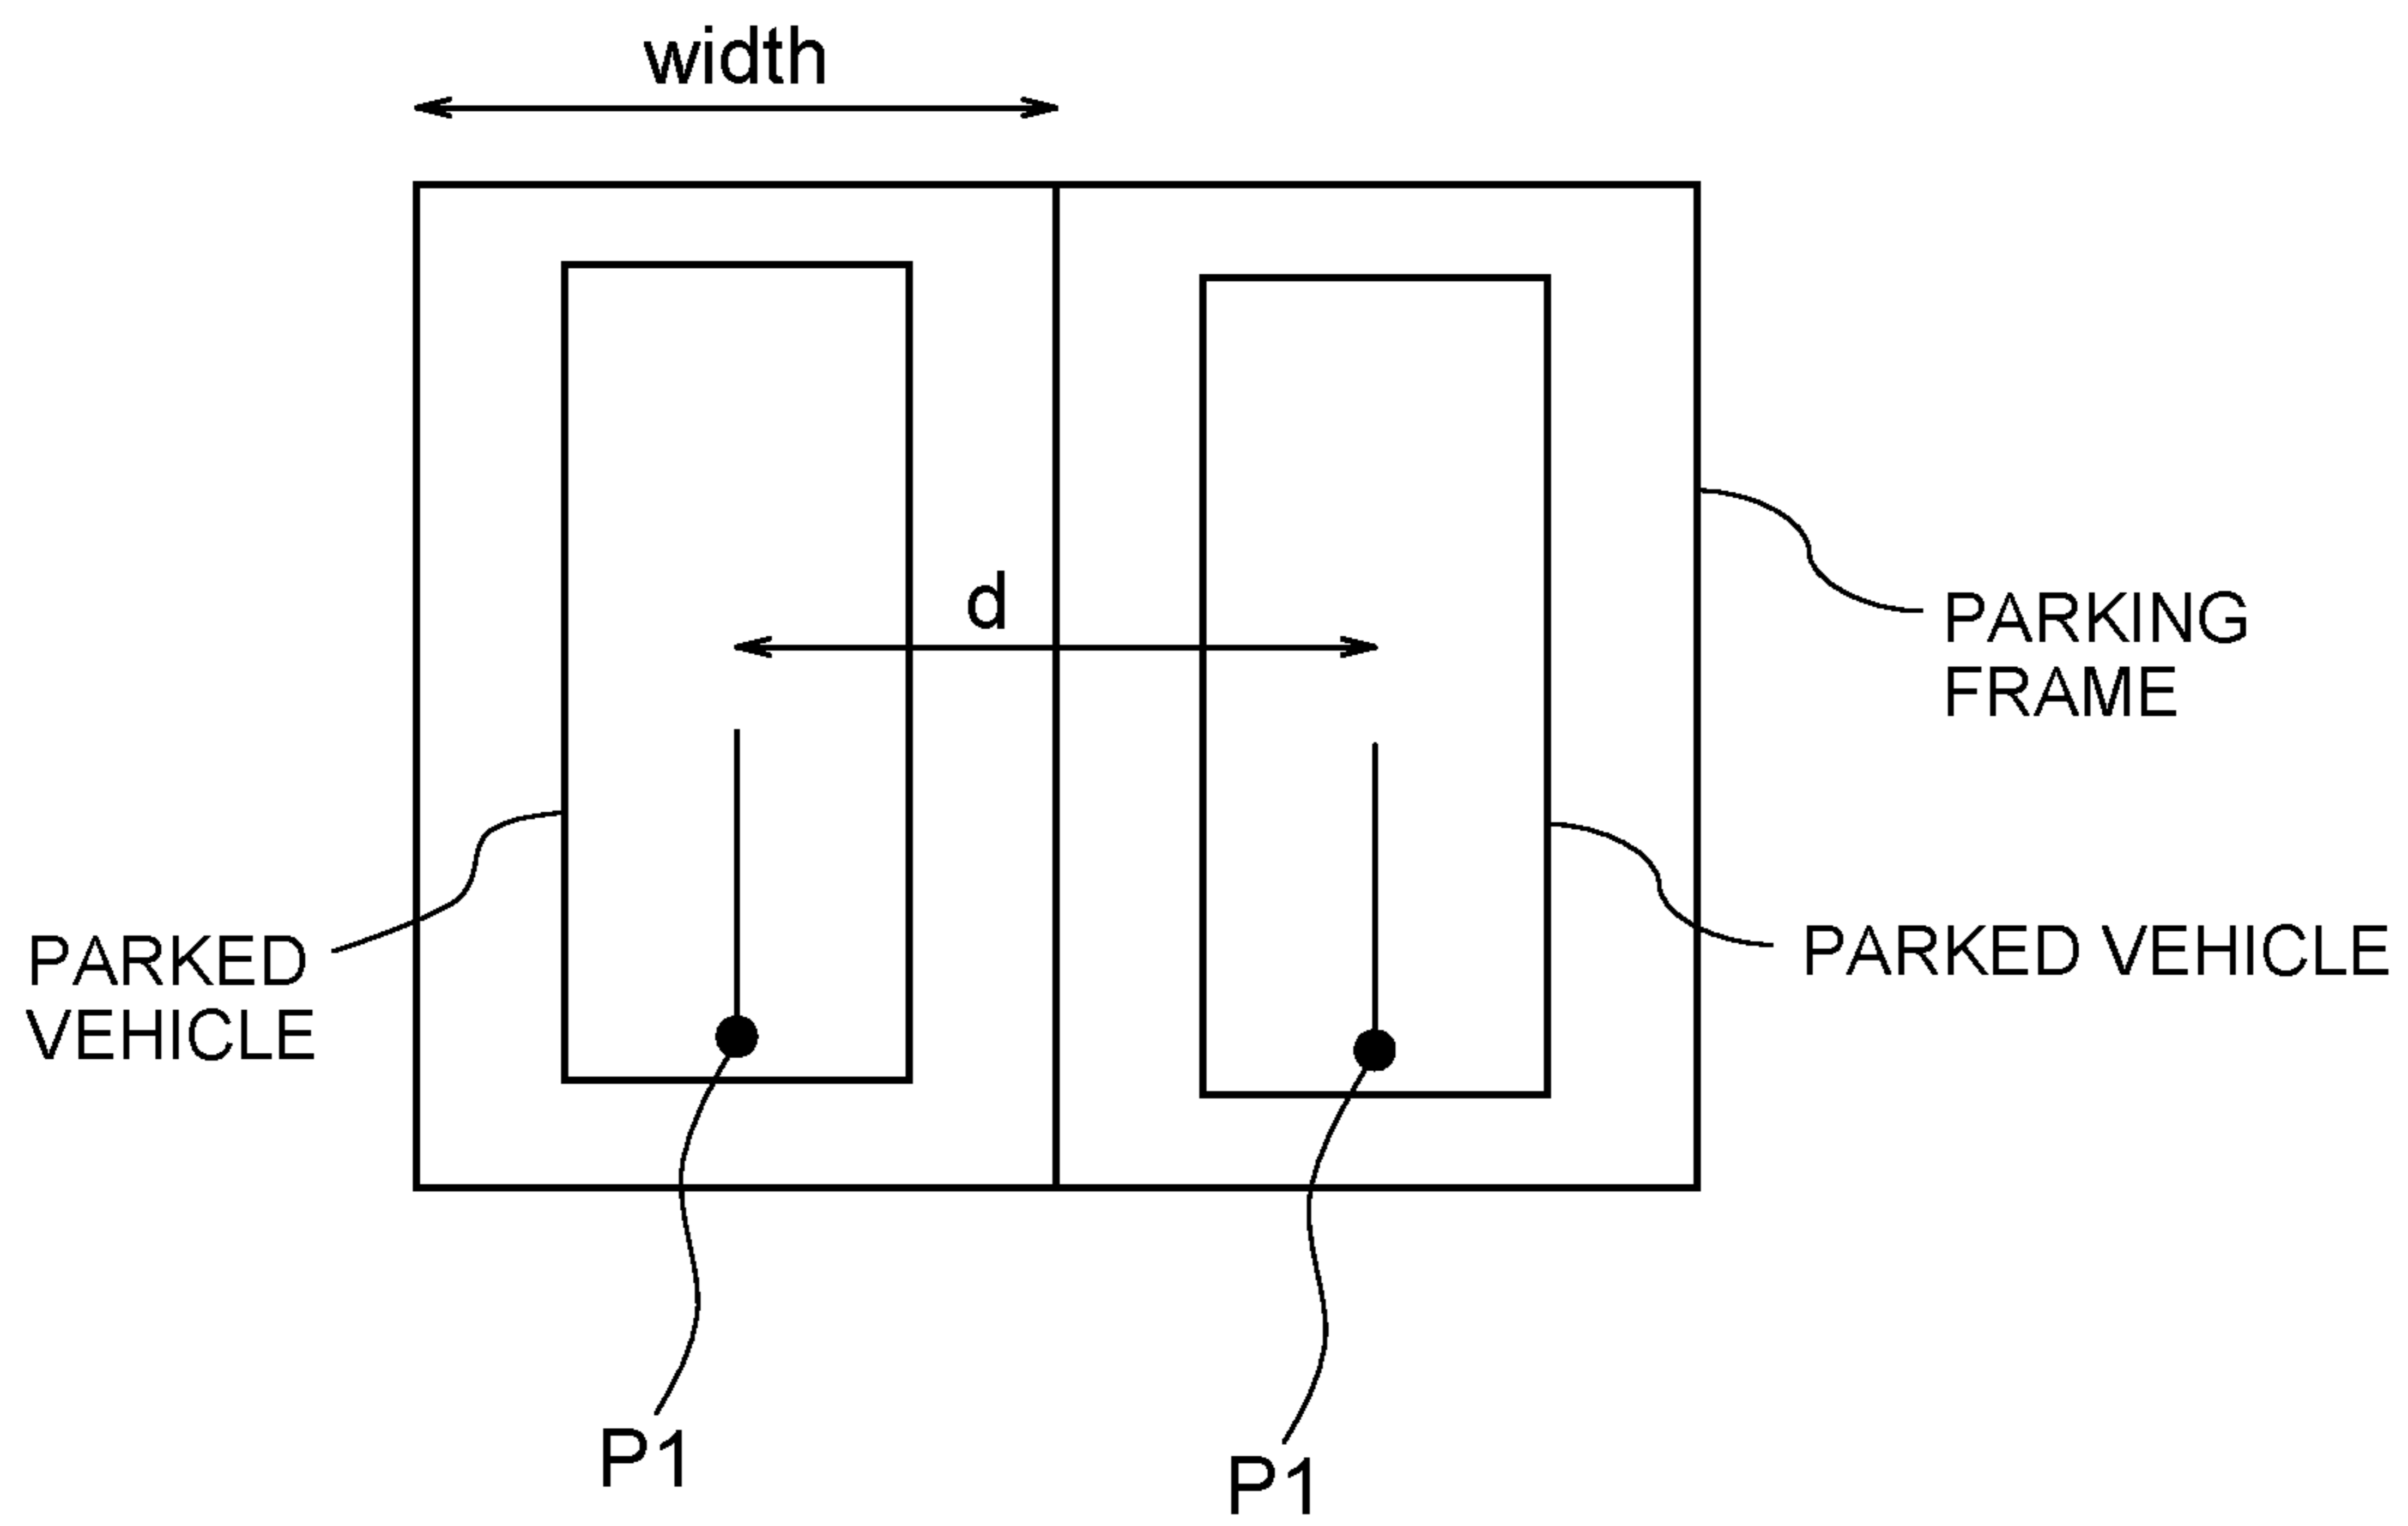 width
d
PARKING
FRAME
PARKED
VEHICLE
PARKED VEHICLE
P1
P1